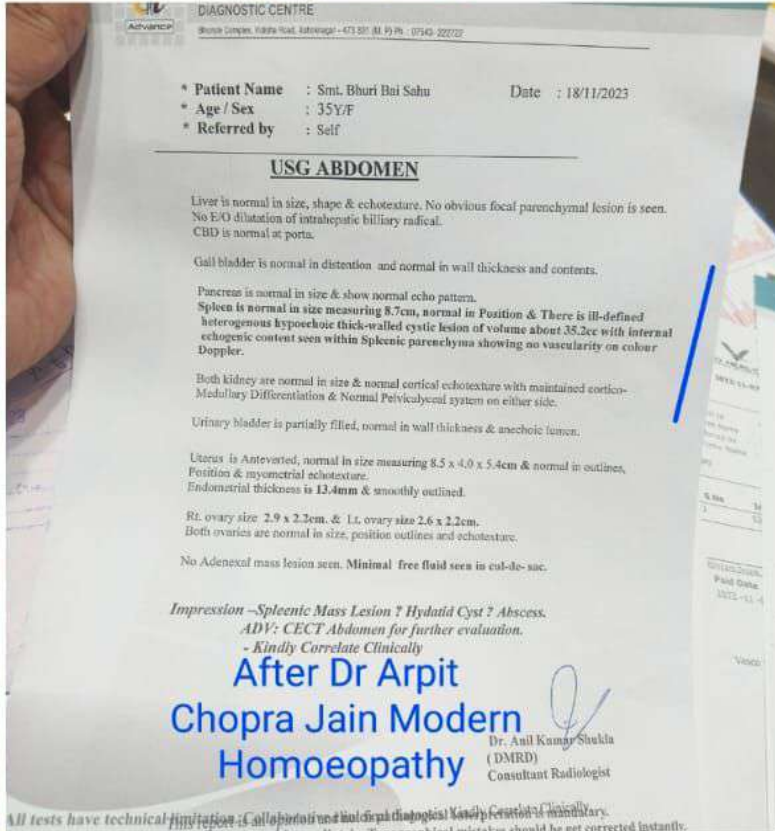 Advance
DIAGNOSTIC CENTRE
* Patient Name : Smt. Bhuri Bai Sahu Date : 18/11/2023
* Age / Sex : 35Y/F
* Referred by : Self
USG ABDOMEN
Liver is normal in size, shape & echotexture. No obvious focal parenchymal lesion is seen.
No E/O dilatation of intrahepatic billiary radical.
CBD is normal at porta.
Gall bladder is normal in distention and normal in wall thickness and contents.
Pancreas is normal in size & show normal echo pattern.
Spleen is normal in size measuring 8.7cm, normal in Position & There is ill-defined
heterogenous hypoechoic thick-walled cystic lesion of volume about 35.2cc with internal
echogenic content seen within Spleenic parenchyma showing no vascularity on colour
Doppler.
Both kidney are normal in size & normal cortical echotexture with maintained cortico-
Medullary Differentiation & Normal Pelvicalyceal system on either side.
Urinary bladder is partially filled, normal in wall thickness & anechoic lumen.
Uterus is Anteverted, normal in size measuring 8.5 x 4.0 x 5.4cm & normal in outlines,
Position & myometrial echotexture.
Endometrial thickness is 13.4mm & smoothly outlined.
Rt. ovary size 2.9 x 2.2cm. & Lt. ovary size 2.6 x 2.2cm.
Both ovaries are normal in size, position outlines and echotexture.
No Adenexal mass lesion seen. Minimal free fluid seen in cul-de-sac.
Impression –Spleenic Mass Lesion ? Hydatid Cyst ? Abscess.
ADV: CECT Abdomen for further evaluation.
- Kindly Correlate Clinically
After Dr Arpit
Chopra Jain Modern
Homoeopathy
Dr. Anil Kumar Shukla
(DMRD)
Consultant Radiologist
All tests have technical limitation
Paid Date